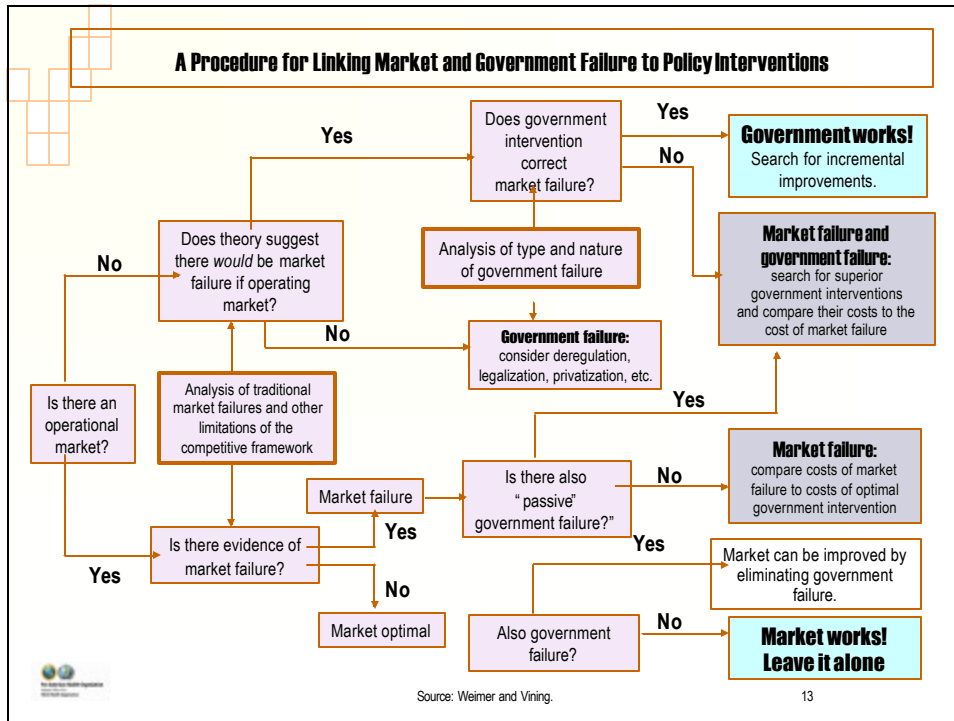 A Procedure for Linking Market and Government Failure to Policy Interventions
Does government
intervention
correct
market failure?
Yes
Yes
No
Government works!
Search for incremental
improvements.
Does theory suggest
there would be market
failure if operating
market?
No
Analysis of type and nature
of government failure
Market failure and
government failure:
search for superior
government interventions
and compare their costs to the
cost of market failure
No
Government failure:
consider deregulation,
legalization, privatization, etc.
Is there an
operational
market?
Analysis of traditional
market failures and other
limitations of the
competitive framework
Yes
Market failure
Is there also
“ passive”
government failure?”
No
Market failure:
compare costs of market
failure to costs of optimal
government intervention
Yes
Is there evidence of
market failure?
Yes
No
Market optimal
Also government
failure?
Yes
Market can be improved by
eliminating government
failure.
No
Market works!
Leave it alone
Source: Weimer and Vining.
13